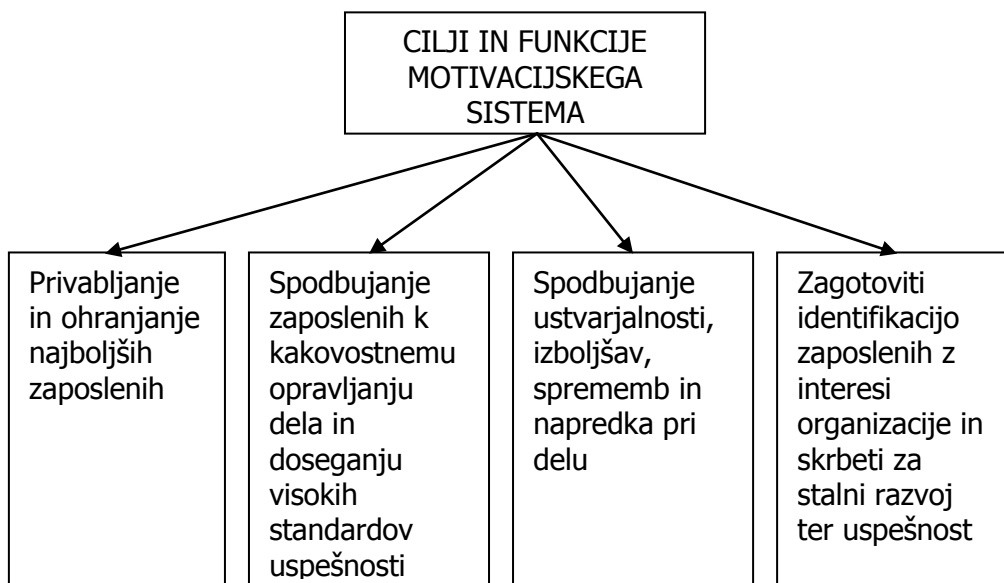 CILJI IN FUNKCIJE
MOTIVACIJSKEGA
SISTEMA
Privabljanje
in ohranjanje
najboljših
zaposlenih
Spodbujanje
zaposlenih k
kakovostnemu
opravljanju
dela in
doseganju
visokih
standardov
uspešnosti
Spodbujanje
ustvarjalnosti,
izboljšav,
sprememb in
napredka pri
delu
Zagotoviti
identifikacijo
zaposlenih z
interesi
organizacije in
skrbeti za
stalni razvoj
ter uspešnost